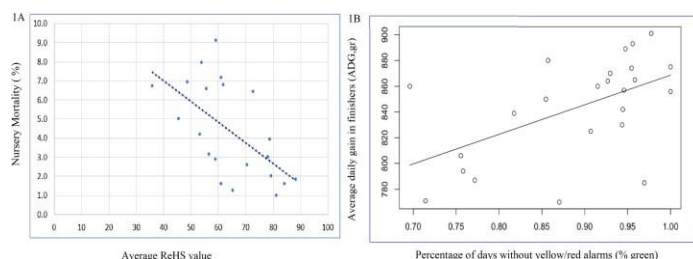 1A
Nursery Mortality ( %)
10.0
9.0
8.0
7.0
6.0
5.0
4.0
3.0
2.0
1.0
0.0
0 10 20 30 40 50 60 70 80 90 100
Average ReHS value
1B
Average daily gain in finishers (ADG,gr)
900
880
860
840
820
800
780
0.70 0.75 0.80 0.85 0.90 0.95 1.00
Percentage of days without yellow/red alarms (% green)